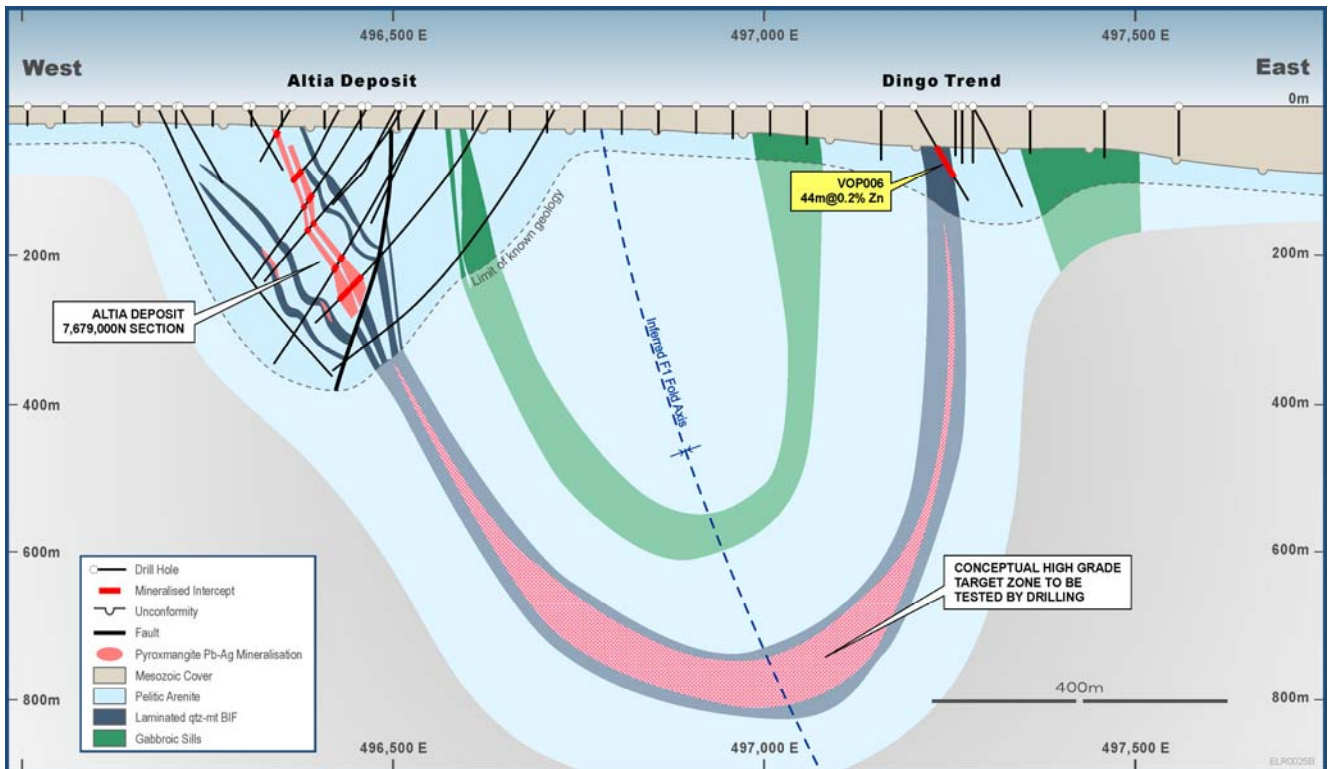 496,500 E
497,000 E
497,500 E
West
Altia Deposit
Dingo Trend
East
0m
VOP006
44m@0.2% Zn
200m
200m
Limit of known geology
ALTIA DEPOSIT
7,679,000N SECTION
Inferred F1 Fold Axis
400m
400m
600m
600m
CONCEPTUAL HIGH GRADE
TARGET ZONE TO BE
TESTED BY DRILLING
Drill Hole
Mineralised Intercept
Unconformity
Fault
Pyroxmangite Pb-Ag Mineralisation
Mesozoic Cover
Pelitic Arenite
Laminated qtz-mt BIF
Gabbroic Sills
400m
800m
800m
496,500 E
497,000 E
497,500 E
ELR0025B